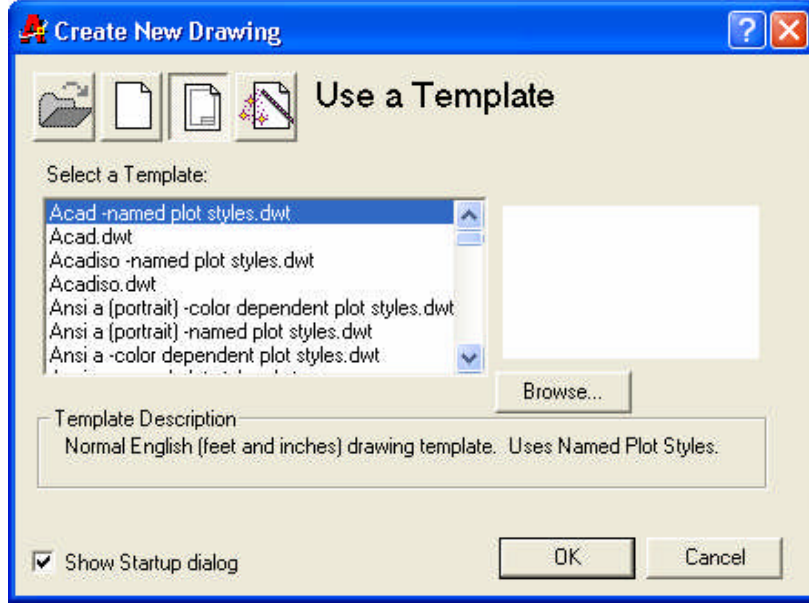 Create New Drawing
Use a Template
Select a Template:
Acad -named plot styles.dwt
Acad.dwt
Acadiso -named plot styles.dwt
Acadiso.dwt
Ansi a (portrait) -color dependent plot styles.dwt
Ansi a (portrait) -named plot styles.dwt
Ansi a -color dependent plot styles.dwt
Browse...
Template Description
Normal English (feet and inches) drawing template.  Uses Named Plot Styles.
Show Startup dialog
OK
Cancel